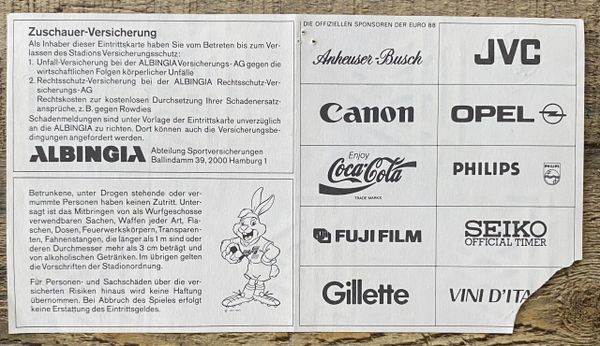 Zuschauer-Versicherung
Als Inhaber dieser Eintrittskarte haben Sie vom Betreten bis zum Ver-
lassen des Stadions Versicherungsschutz:
1. Unfall-Versicherung bei der ALBINGIA Versicherungs-AG gegen die
wirtschaftlichen Folgen körperlicher Unfälle
2. Rechtsschutz-Versicherung bei der ALBINGIA Rechtsschutz-Ver-
sicherungs-AG
Rechtskosten zur kostenlosen Durchsetzung Ihrer Schadenersatz-
ansprüche, z.B. gegen Rowdies
Schadenmeldungen sind unter Vorlage der Eintrittskarte unverzüglich
an die ALBINGIA zu richten. Dort können auch die Versicherungsbe-
dingungen angefordert werden.
ALBINGIA
Abteilung Sportversicherungen
Ballindamm 39, 2000 Hamburg 1
Betrunkene, unter Drogen stehende oder ver-
mummte Personen haben keinen Zutritt. Unter-
sagt ist das Mitbringen von als Wurfgeschosse
verwendbaren Sachen, Waffen jeder Art, Fla-
schen, Dosen, Feuerwerkskörpern, Transparen-
ten, Fahnenstangen, die länger als 1 m sind oder
deren Durchmesser mehr als 3 cm beträgt und
von alkoholischen Getränken. Im übrigen gelten
die Vorschriften der Stadionordnung.
Für Personen- und Sachschäden über die ver-
sicherten Risiken hinaus wird keine Haftung
übernommen. Bei Abbruch des Spieles erfolgt
keine Erstattung des Eintrittsgeldes.
DIE OFFIZIELLEN SPONSOREN DER EURO 88
Anheuser-Busch
JVC
Canon
OPEL
Enjoy
Coca-Cola
TRADE MARKS
PHILIPS
PHILIPS
FUJI FILM
SEIKO
OFFICIAL TIMER
Gillette
VINI D'ITA